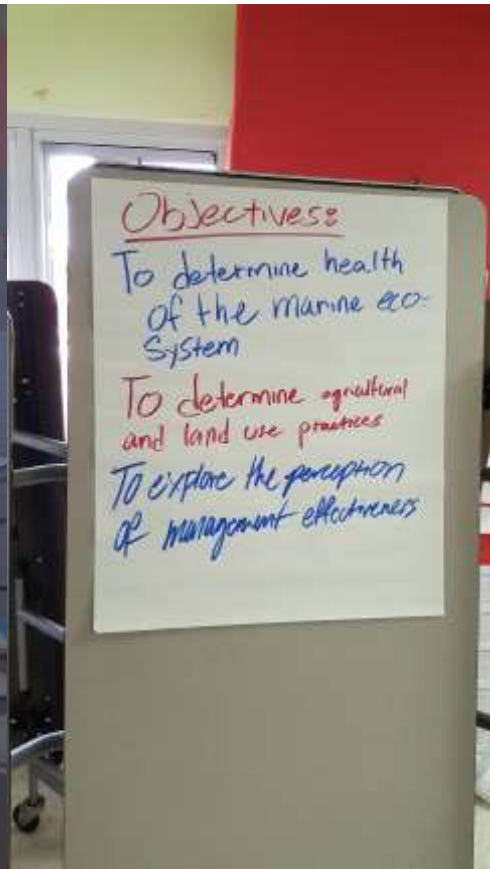 Objectives:
To determine health
of the marine eco-
System
To determine agricultural
and land use practices
To explore the perception
of management effectiveness